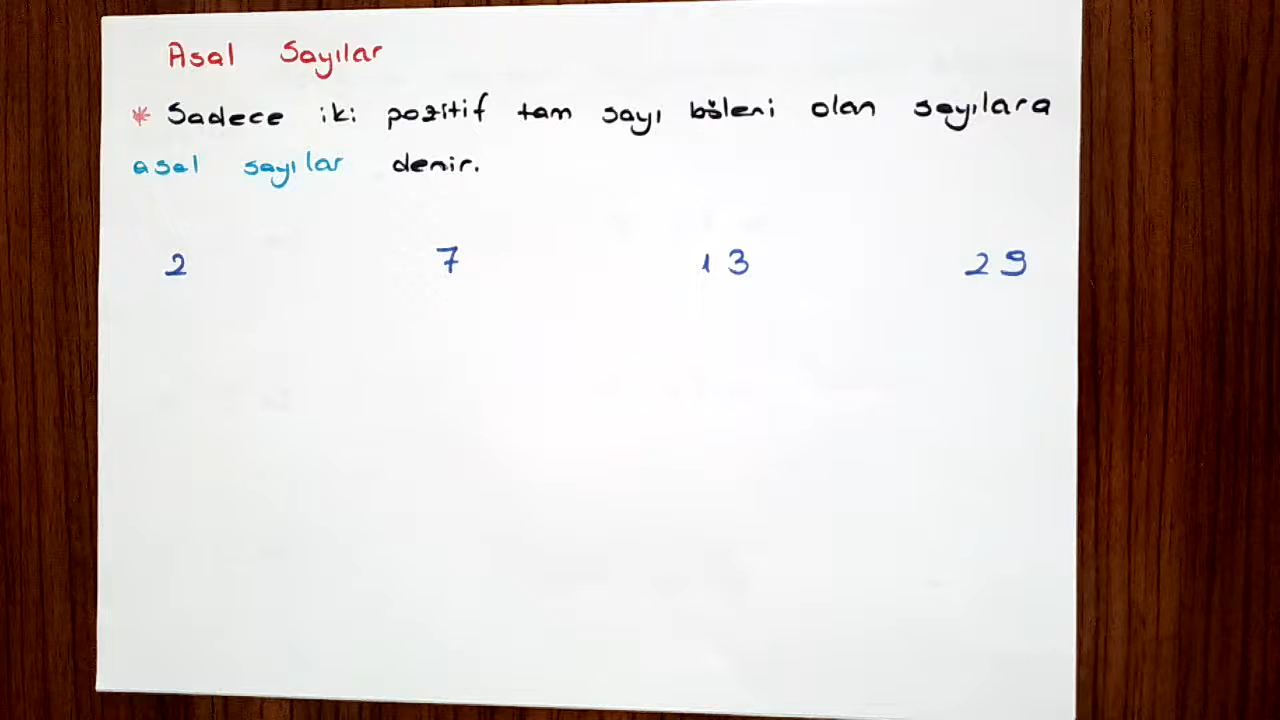 Asal Sayılar
* Sadece iki pozitif tam sayı böleni olan sayılara
asal sayılar denir.
2 7 13 29